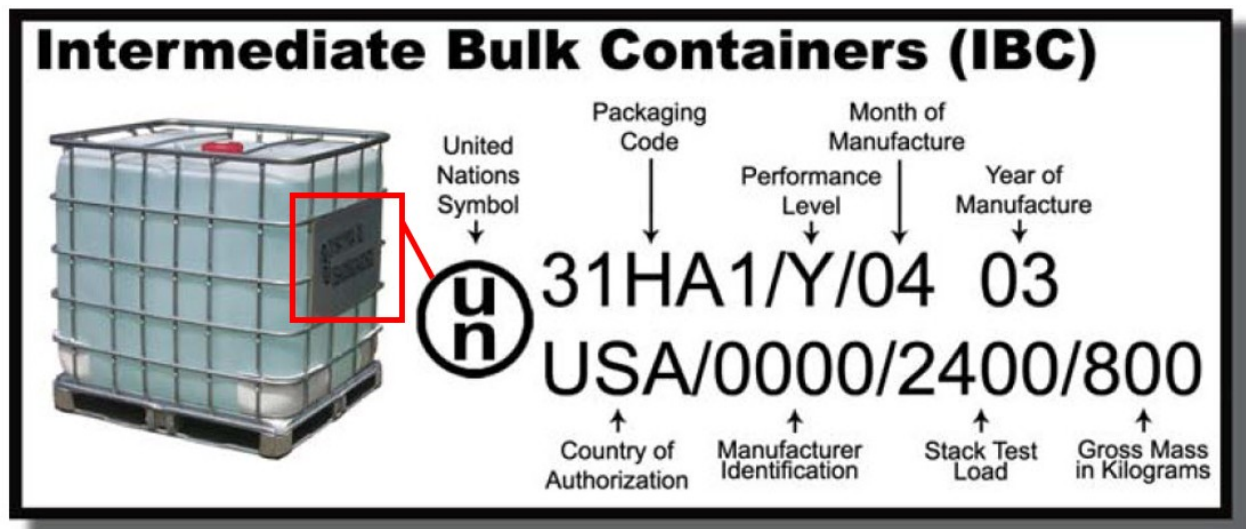 Intermediate Bulk Containers (IBC)
United
Nations
Symbol
Packaging
Code
Performance
Level
Month of
Manufacture
Year of
Manufacture
un
31HA1/Y/04 03
USA/0000/2400/800
Country of
Authorization
Manufacturer
Identification
Stack Test
Load
Gross Mass
in Kilograms